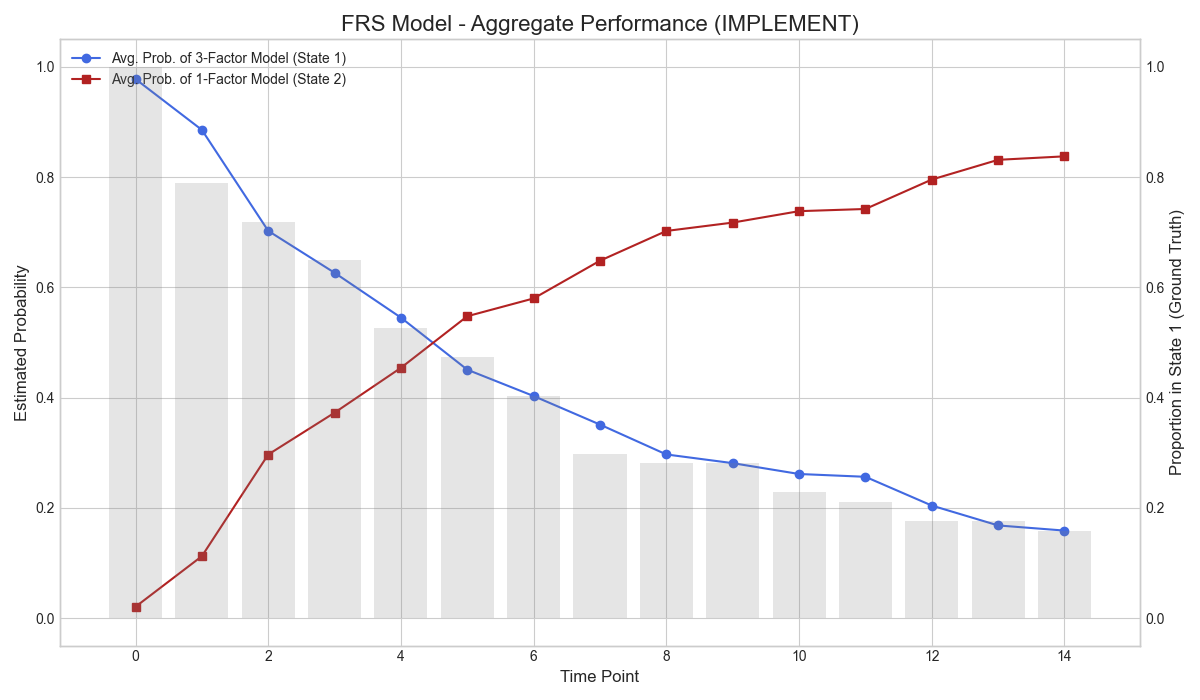 FRS Model - Aggregate Performance (IMPLEMENT)
Avg. Prob. of 3-Factor Model (State 1)
Avg. Prob. of 1-Factor Model (State 2)
Estimated Probability
1.0
0.8
0.6
0.4
0.2
0.0
1.0
0.8
0.6
0.4
0.2
0.0
Proportion in State 1 (Ground Truth)
0 2 4 6 8 10 12 14
Time Point